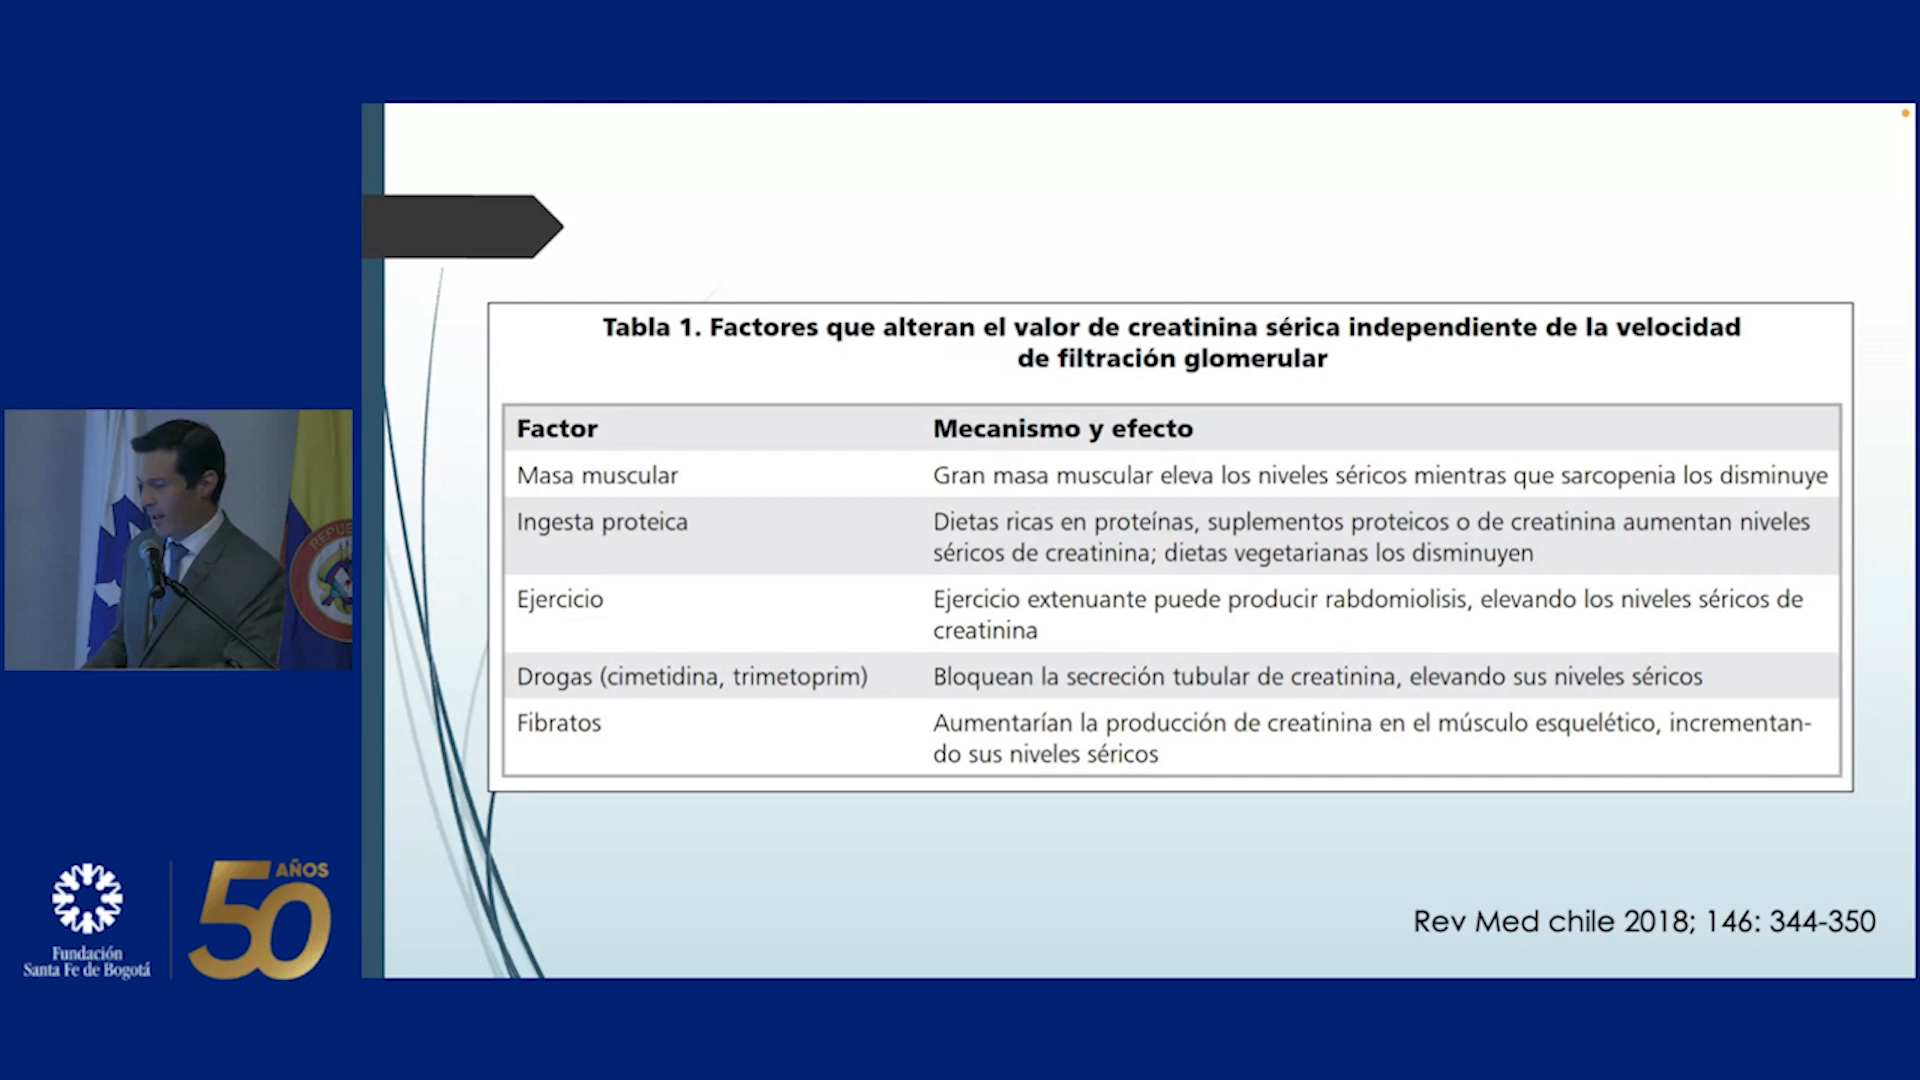 Tabla 1. Factores que alteran el valor de creatinina sérica independiente de la velocidad
de filtración glomerular
Factor Mecanismo y efecto
Masa muscular Gran masa muscular eleva los niveles séricos mientras que sarcopenia los disminuye
Ingesta proteica Dietas ricas en proteínas, suplementos proteicos o de creatinina aumentan niveles
séricos de creatinina; dietas vegetarianas los disminuyen
Ejercicio Ejercicio extenuante puede producir rabdomiolisis, elevando los niveles séricos de
creatinina
Drogas (cimetidina, trimetoprim) Bloquean la secreción tubular de creatinina, elevando sus niveles séricos
Fibratos Aumentarían la producción de creatinina en el músculo esquelético, incrementan-
do sus niveles séricos
Rev Med chile 2018; 146: 344-350
REPU
Fundación
Santa Fe de Bogotá
50 AÑOS